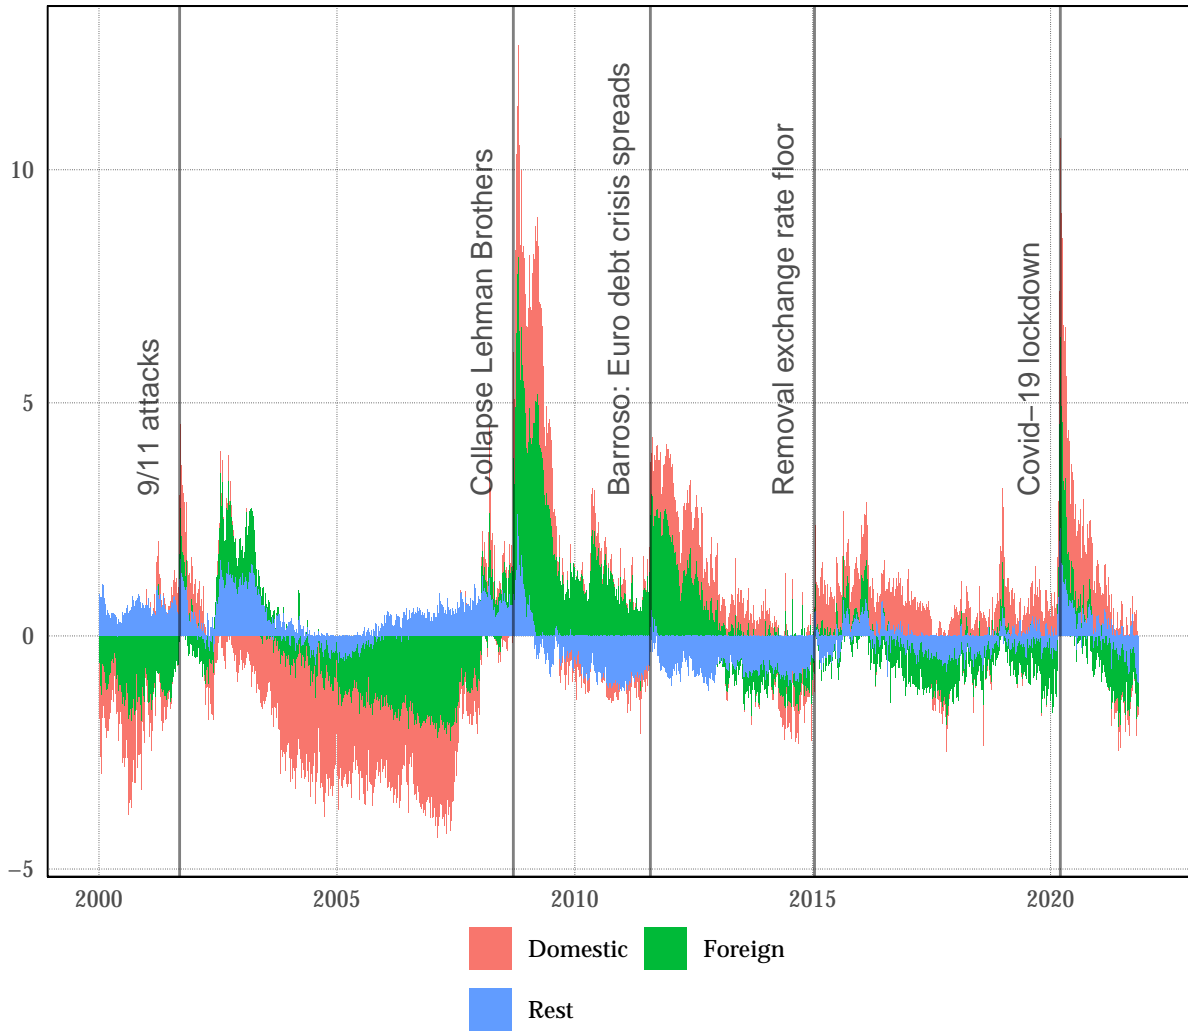 10
5
0
−5
9/11 attacks
Collapse Lehman Brothers
Barroso: Euro debt crisis spreads
Removal exchange rate floor
Covid−19 lockdown
2000
2005
2010
2015
2020
Domestic
Foreign
Rest